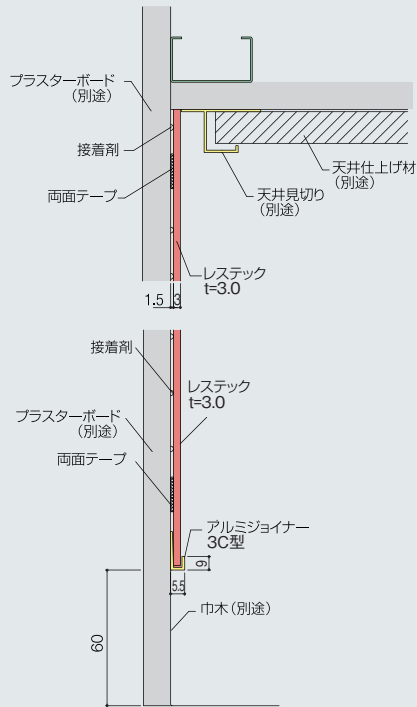 プラスターボード
(別途)
接着剤
両面テープ
天井仕上げ材
(別途)
天井見切り
(別途)
レステック
t=3.0
1.5
3
接着剤
レステック
t=3.0
プラスターボード
(別途)
両面テープ
アルミジョイナー
3C型
9
5.5
巾木(別途)
60